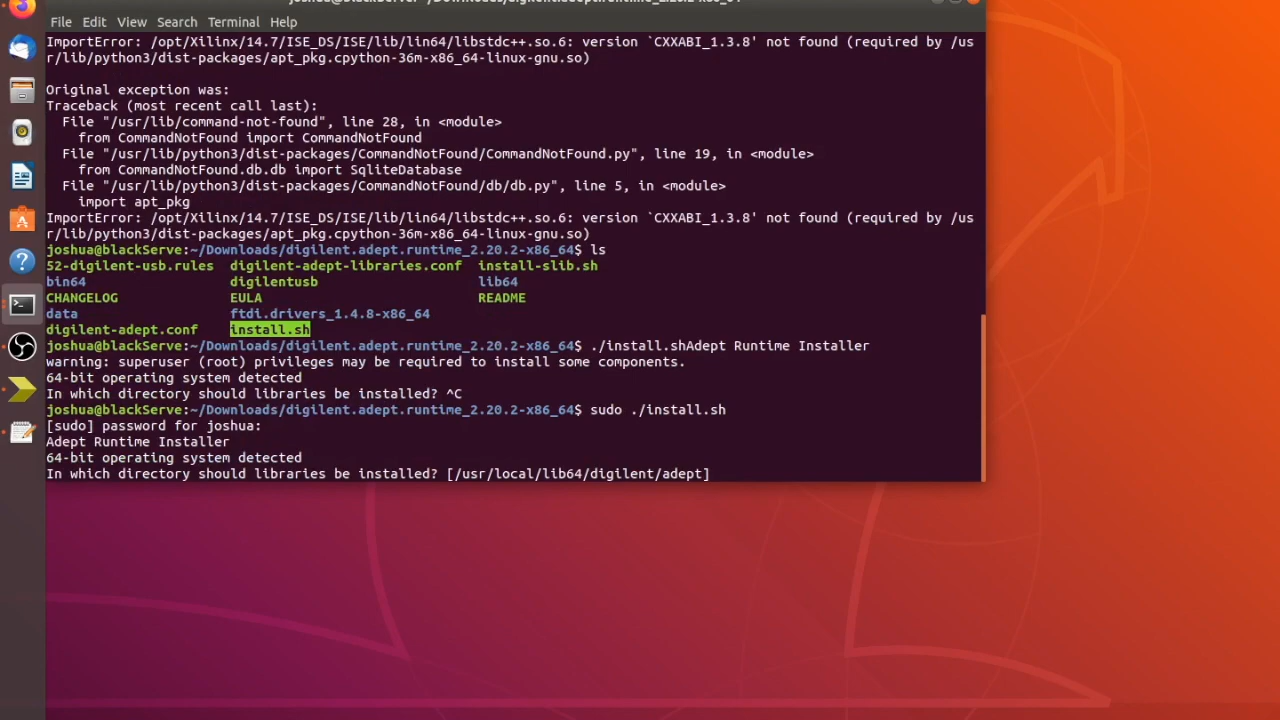 File Edit View Search Terminal Help
ImportError: /opt/Xilinx/14.7/ISE_DS/ISE/lib/lin64/libstdc++.so.6: version `CXXABI_1.3.8' not found (required by /us
r/lib/python3/dist-packages/apt_pkg.cpython-36m-x86_64-linux-gnu.so)
Original exception was:
Traceback (most recent call last):
  File "/usr/lib/command-not-found", line 28, in <module>
    from CommandNotFound import CommandNotFound
  File "/usr/lib/python3/dist-packages/CommandNotFound/CommandNotFound.py", line 19, in <module>
    from CommandNotFound.db.db import SqliteDatabase
  File "/usr/lib/python3/dist-packages/CommandNotFound/db/db.py", line 5, in <module>
    import apt_pkg
ImportError: /opt/Xilinx/14.7/ISE_DS/ISE/lib/lin64/libstdc++.so.6: version `CXXABI_1.3.8' not found (required by /us
r/lib/python3/dist-packages/apt_pkg.cpython-36m-x86_64-linux-gnu.so)
joshua@blackServe:~/Downloads/digilent.adept.runtime_2.20.2-x86_64$ ls
52-digilent-usb.rules digilent-adept-libraries.conf install-slib.sh
bin64 digilentusb lib64
CHANGELOG EULA README
data ftdi.drivers_1.4.8-x86_64
digilent-adept.conf install.sh
joshua@blackServe:~/Downloads/digilent.adept.runtime_2.20.2-x86_64$ ./install.shAdept Runtime Installer
warning: superuser (root) privileges may be required to install some components.
64-bit operating system detected
In which directory should libraries be installed? ^C
joshua@blackServe:~/Downloads/digilent.adept.runtime_2.20.2-x86_64$ sudo ./install.sh
[sudo] password for joshua:
Adept Runtime Installer
64-bit operating system detected
In which directory should libraries be installed? [/usr/local/lib64/digilent/adept]